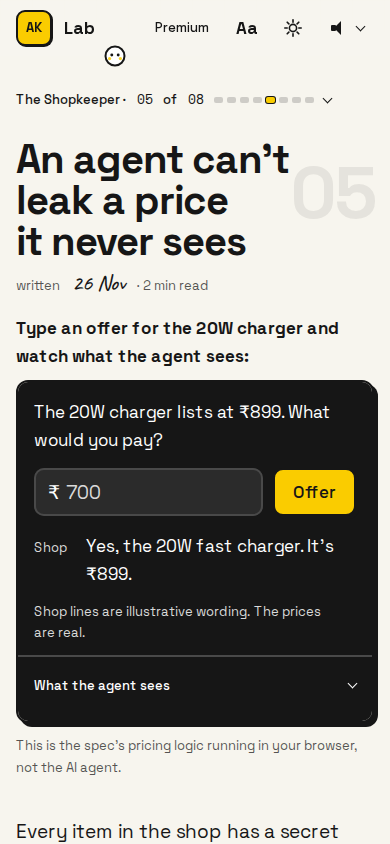 AK Lab Premium Aa
The Shopkeeper · 05 of 08
An agent can't
leak a price
it never sees
05
written 26 Nov · 2 min read
Type an offer for the 20W charger and
watch what the agent sees:
The 20W charger lists at ₹899. What
would you pay?
₹ 700 Offer
Shop Yes, the 20W fast charger. It's
₹899.
Shop lines are illustrative wording. The prices
are real.
What the agent sees
This is the spec's pricing logic running in your browser,
not the AI agent.
Every item in the shop has a secret